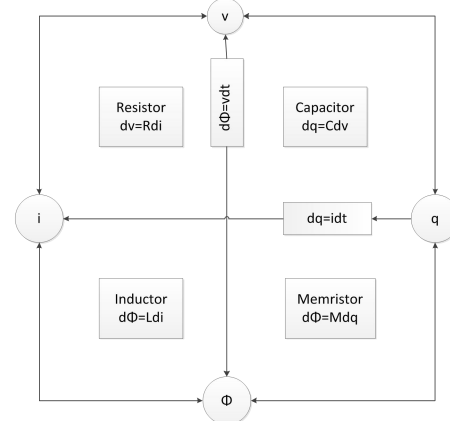 v
Resistor
dv=Rdi
dΦ=vdt
Capacitor
dq=Cdv
i
dq=idt
q
Inductor
dΦ=Ldi
Memristor
dΦ=Mdq
Φ